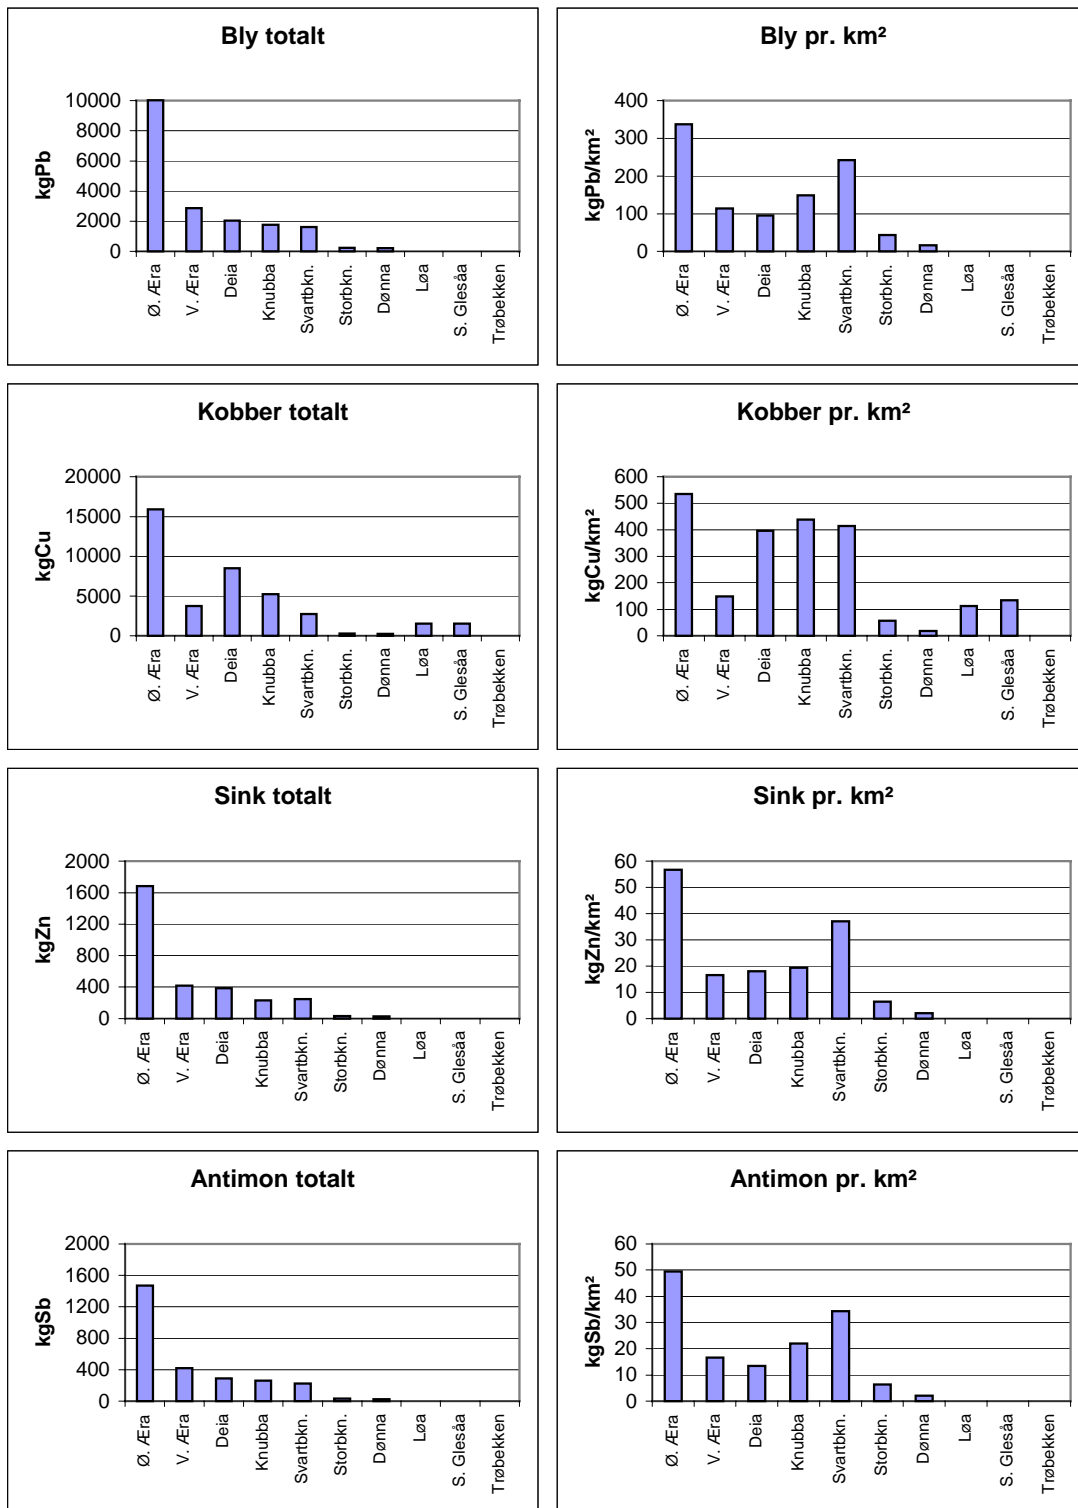 Bly totalt
10000
8000
6000
4000
2000
0
kgPb
Ø. Æra
V. Æra
Deia
Knubba
Svartbkn.
Storbkn.
Dønna
Løa
S. Glesåa
Trøbekken
Bly pr. km²
400
300
200
100
0
kgPb/km²
Ø. Æra
V. Æra
Deia
Knubba
Svartbkn.
Storbkn.
Dønna
Løa
S. Glesåa
Trøbekken
Kobber totalt
20000
15000
10000
5000
0
kgCu
Ø. Æra
V. Æra
Deia
Knubba
Svartbkn.
Storbkn.
Dønna
Løa
S. Glesåa
Trøbekken
Kobber pr. km²
600
500
400
300
200
100
0
kgCu/km²
Ø. Æra
V. Æra
Deia
Knubba
Svartbkn.
Storbkn.
Dønna
Løa
S. Glesåa
Trøbekken
Sink totalt
2000
1600
1200
800
400
0
kgZn
Ø. Æra
V. Æra
Deia
Knubba
Svartbkn.
Storbkn.
Dønna
Løa
S. Glesåa
Trøbekken
Sink pr. km²
60
50
40
30
20
10
0
kgZn/km²
Ø. Æra
V. Æra
Deia
Knubba
Svartbkn.
Storbkn.
Dønna
Løa
S. Glesåa
Trøbekken
Antimon totalt
2000
1600
1200
800
400
0
kgSb
Ø. Æra
V. Æra
Deia
Knubba
Svartbkn.
Storbkn.
Dønna
Løa
S. Glesåa
Trøbekken
Antimon pr. km²
60
50
40
30
20
10
0
kgSb/km²
Ø. Æra
V. Æra
Deia
Knubba
Svartbkn.
Storbkn.
Dønna
Løa
S. Glesåa
Trøbekken